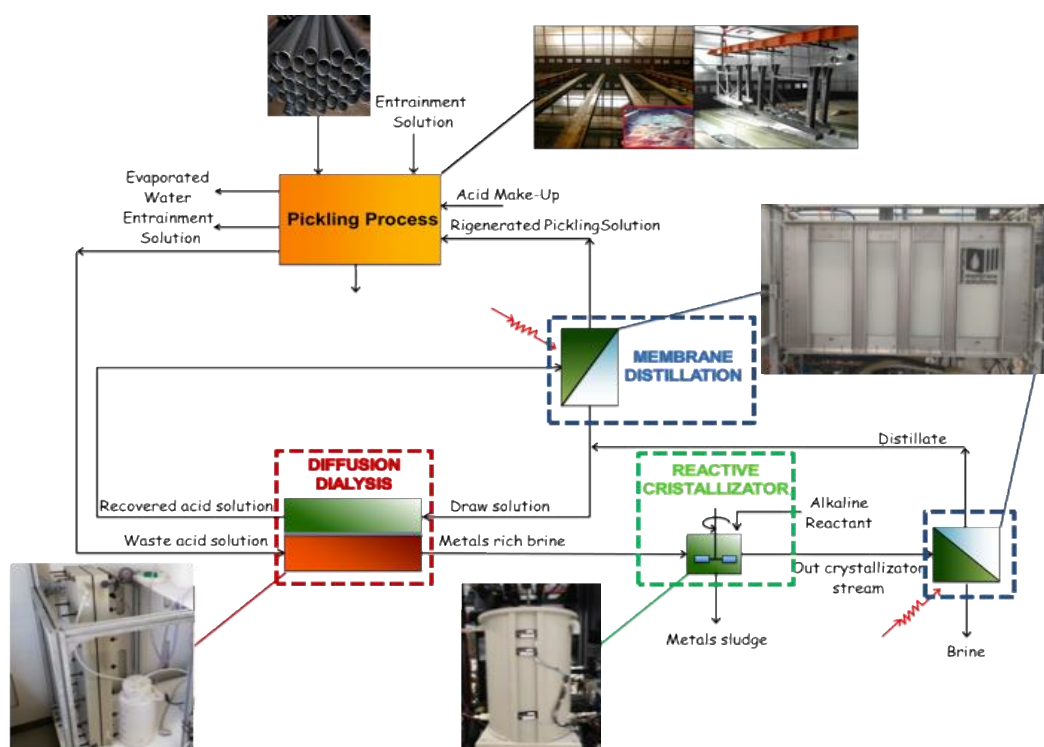 Entrainment
Solution
Evaporated
Water
Entrainment
Solution
Pickling Process
Acid Make-Up
Rigenerated PicklingSolution
MEMBRANE
DISTILLATION
Distillate
DIFFUSION
DIALYSIS
REACTIVE
CRISTALLIZATOR
Recovered acid solution
Draw solution
Alkaline
Reactant
Waste acid solution
Metals rich brine
Out crystallizator
stream
Metals sludge
Brine